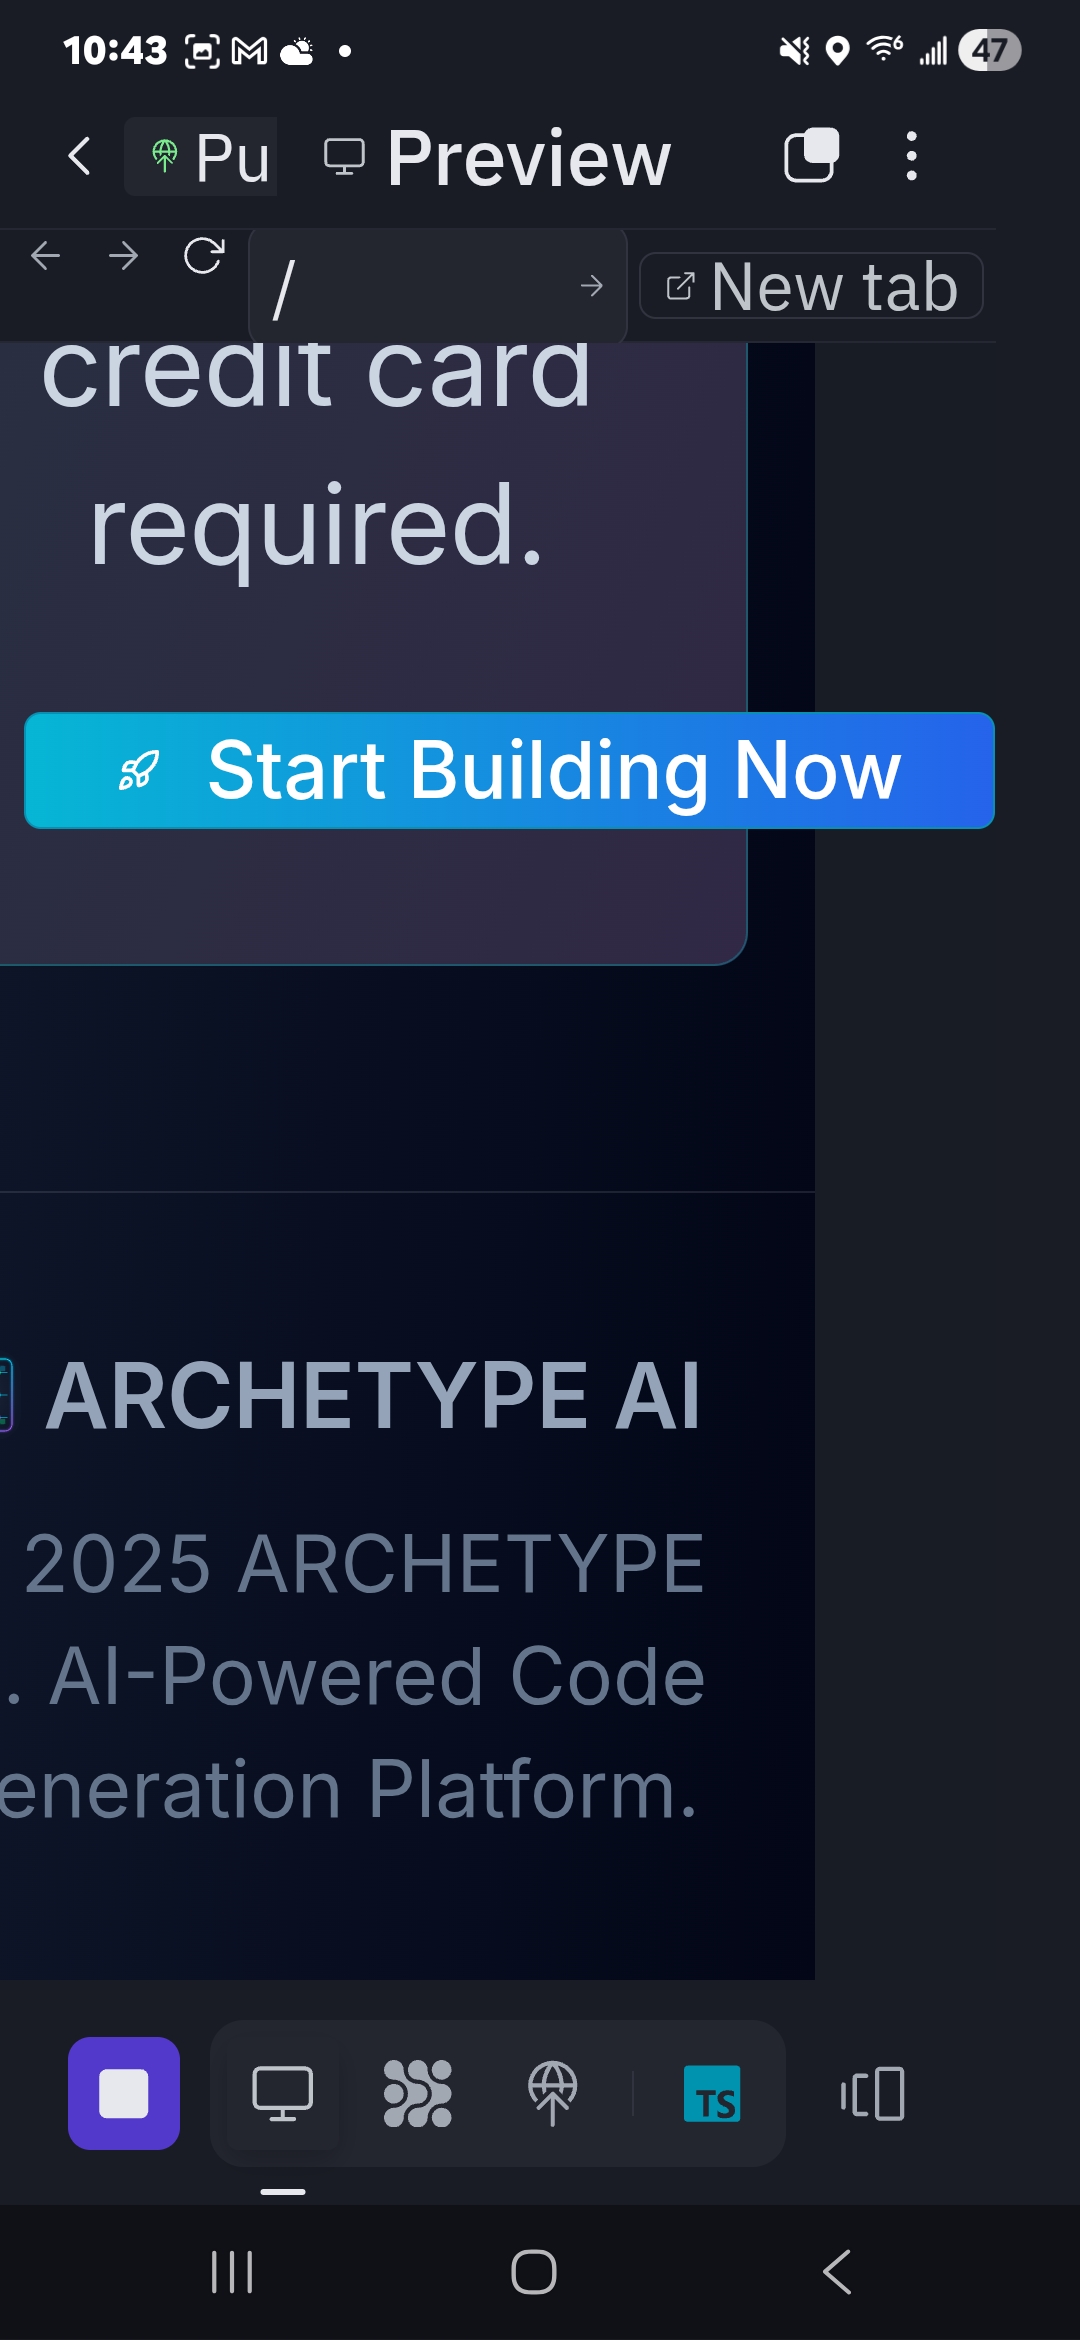 10:43
6
47
Pu
Preview
/
New tab
credit card
required.
Start Building Now
ARCHETYPE AI
2025 ARCHETYPE
. AI-Powered Code
eneration Platform.
TS